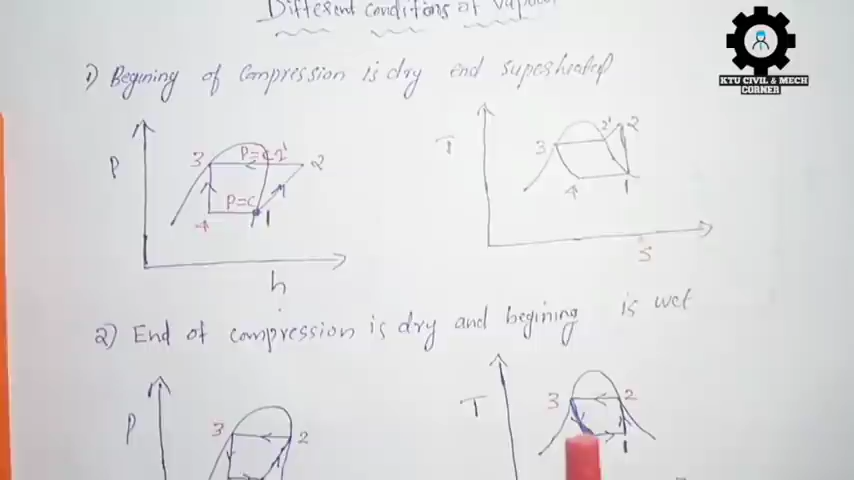 Different conditions of vapour
KTU CIVIL & MECH
CORNER
1) Begining of compression is dry end superheated
P 3 P=C 2' 2
P=C
4 1
h
T 3 2' 2
4 1
S
2) End of compression is dry and begining is wet
P 3 2
T 3 2
1